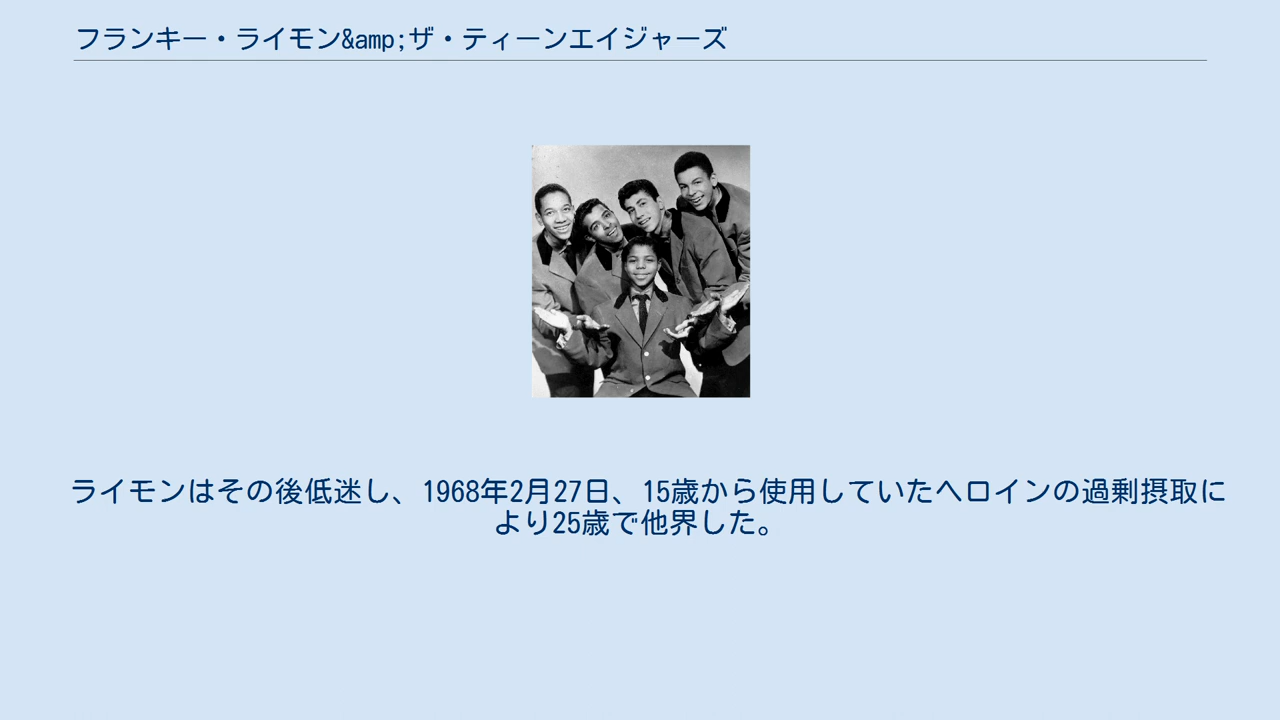 フランキー・ライモン&amp;ザ・ティーンエイジャーズ
ライモンはその後低迷し、1968年2月27日、15歳から使用していたヘロインの過剰摂取に
より25歳で他界した。